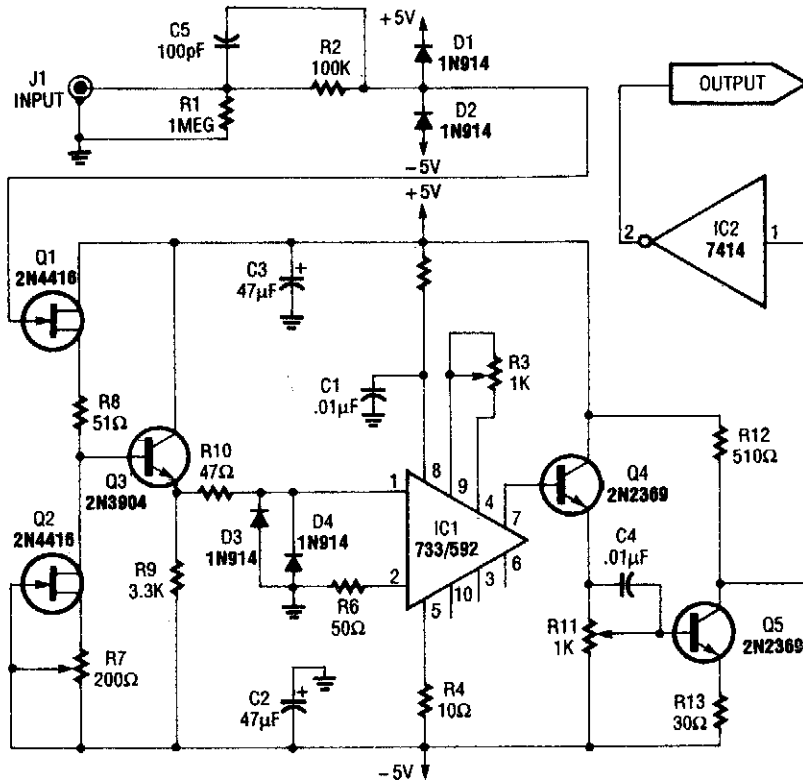 C5
100pF
J1
INPUT
R1
1MEG
R2
100K
+5V
D1
1N914
D2
1N914
-5V
OUTPUT
+5V
IC2
7414
2
1
Q1
2N4416
C3
47µF
+
R3
1K
C1
.01µF
R8
51Ω
R10
47Ω
Q3
2N3904
8
9
4
7
R12
510Ω
Q4
2N2369
Q2
2N4416
D3
1N914
D4
1N914
1
IC1
733/592
2
6
3
10
5
C4
.01µF
R9
3.3K
R6
50Ω
R11
1K
Q5
2N2369
R7
200Ω
C2
47µF
+
R4
10Ω
R13
30Ω
-5V